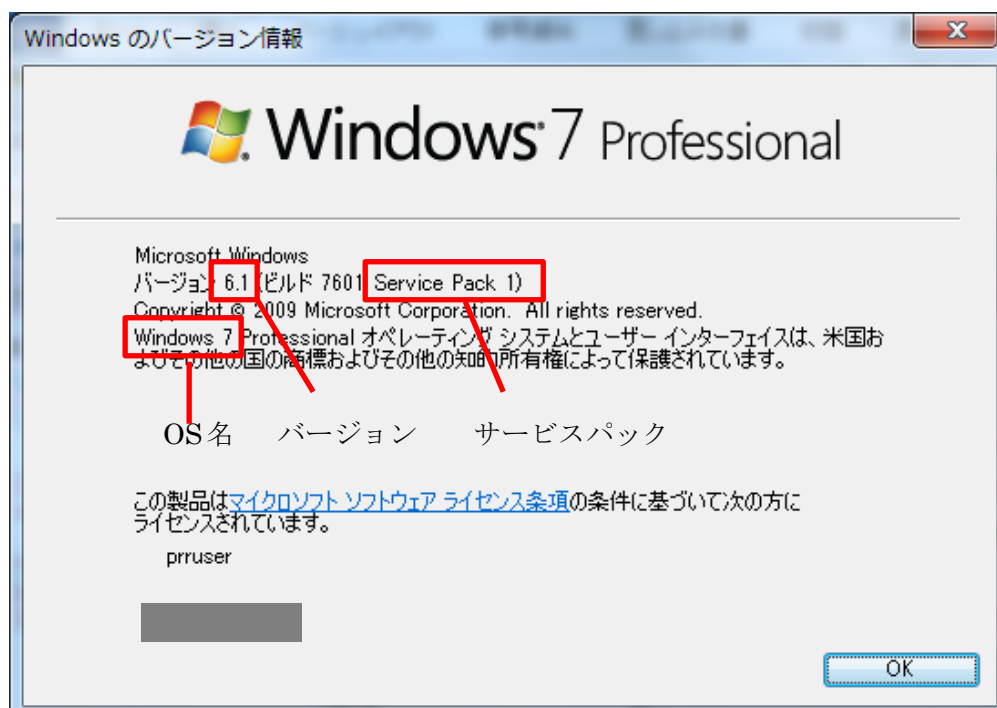 Windows のバージョン情報
Windows 7 Professional
Microsoft Windows
バージョン 6.1 (ビルド 7601 Service Pack 1)
Copyright © 2009 Microsoft Corporation. All rights reserved.
Windows 7 Professional オペレーティング システムとユーザー インターフェイスは、米国お
よびその他の国の商標およびその他の知的所有権によって保護されています。
OS名 バージョン サービスパック
この製品はマイクロソフト ソフトウェア ライセンス条項の条件に基づいて次の方に
ライセンスされています。
prruser
OK